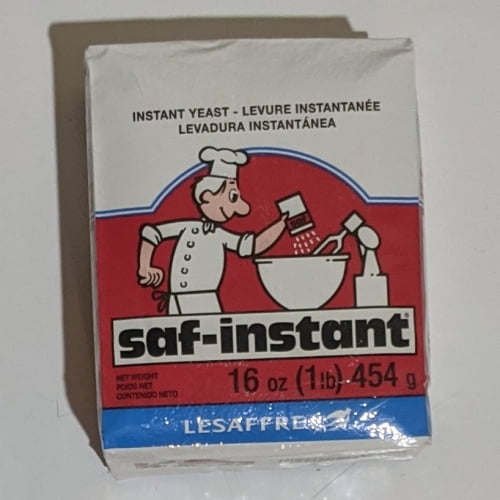 INSTANT YEAST - LEVURE INSTANTANÉE
LEVADURA INSTANTÁNEA
saf-instant
NET WEIGHT
POIDS NET
CONTENIDO NETO
16 oz (1 lb) 454 g
LESAFFRE